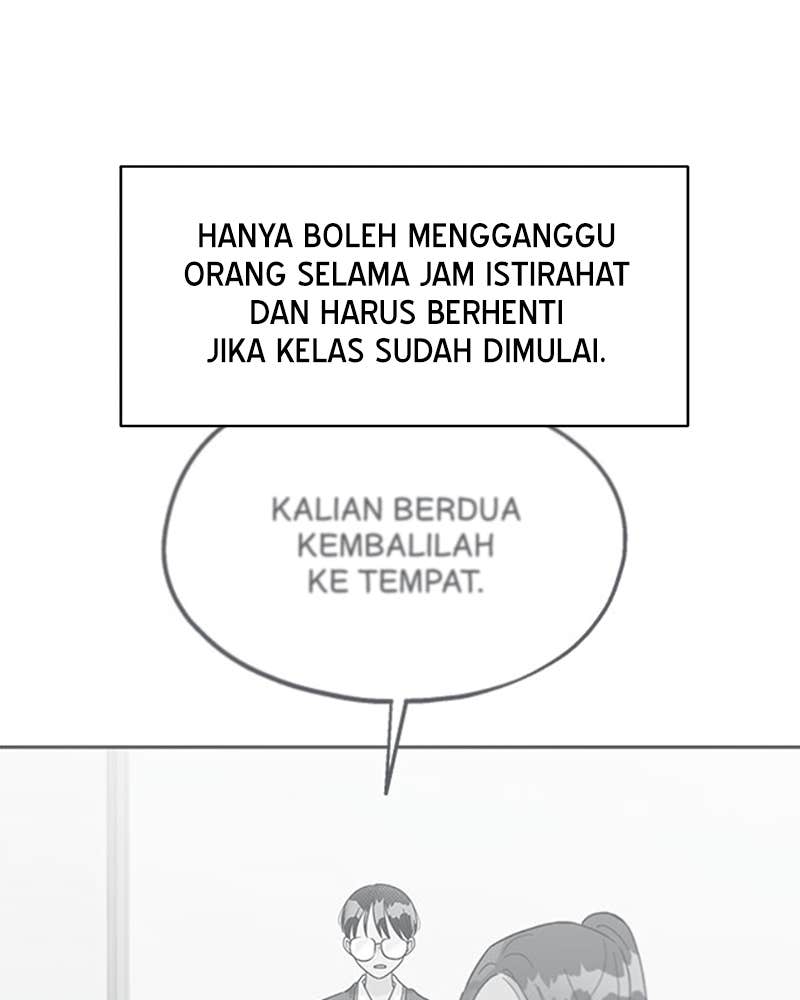 HANYA BOLEH MENGGANGGU
ORANG SELAMA JAM ISTIRAHAT
DAN HARUS BERHENTI
JIKA KELAS SUDAH DIMULAI.
KALIAN BERDUA
KEMBALILAH
KE TEMPAT.